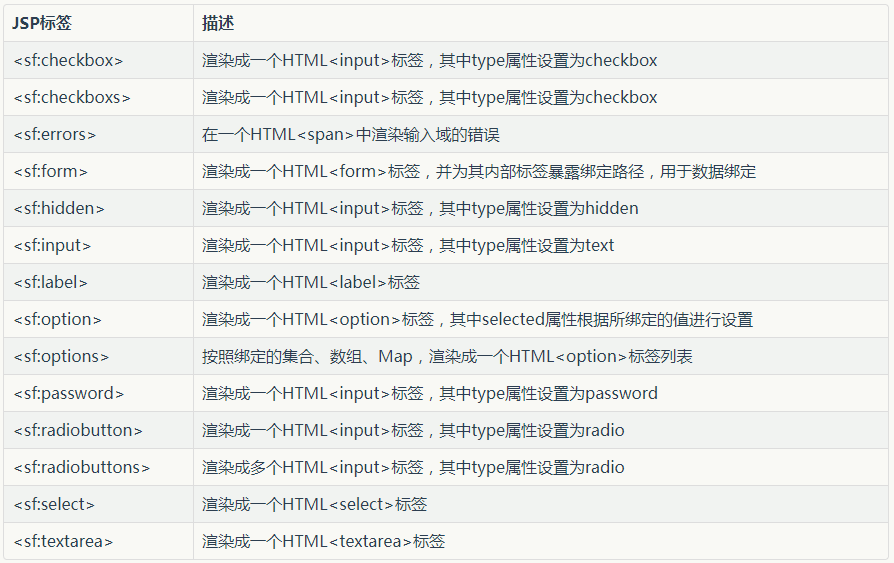 JSP标签 描述
<sf:checkbox> 渲染成一个HTML<input>标签，其中type属性设置为checkbox
<sf:checkboxs> 渲染成一个HTML<input>标签，其中type属性设置为checkbox
<sf:errors> 在一个HTML<span>中渲染输入域的错误
<sf:form> 渲染成一个HTML<form>标签，并为其内部标签暴露绑定路径，用于数据绑定
<sf:hidden> 渲染成一个HTML<input>标签，其中type属性设置为hidden
<sf:input> 渲染成一个HTML<input>标签，其中type属性设置为text
<sf:label> 渲染成一个HTML<label>标签
<sf:option> 渲染成一个HTML<option>标签，其中selected属性根据所绑定的值进行设置
<sf:options> 按照绑定的集合、数组、Map，渲染成一个HTML<option>标签列表
<sf:password> 渲染成一个HTML<input>标签，其中type属性设置为password
<sf:radiobutton> 渲染成一个HTML<input>标签，其中type属性设置为radio
<sf:radiobuttons> 渲染成多个HTML<input>标签，其中type属性设置为radio
<sf:select> 渲染成一个HTML<select>标签
<sf:textarea> 渲染成一个HTML<textarea>标签